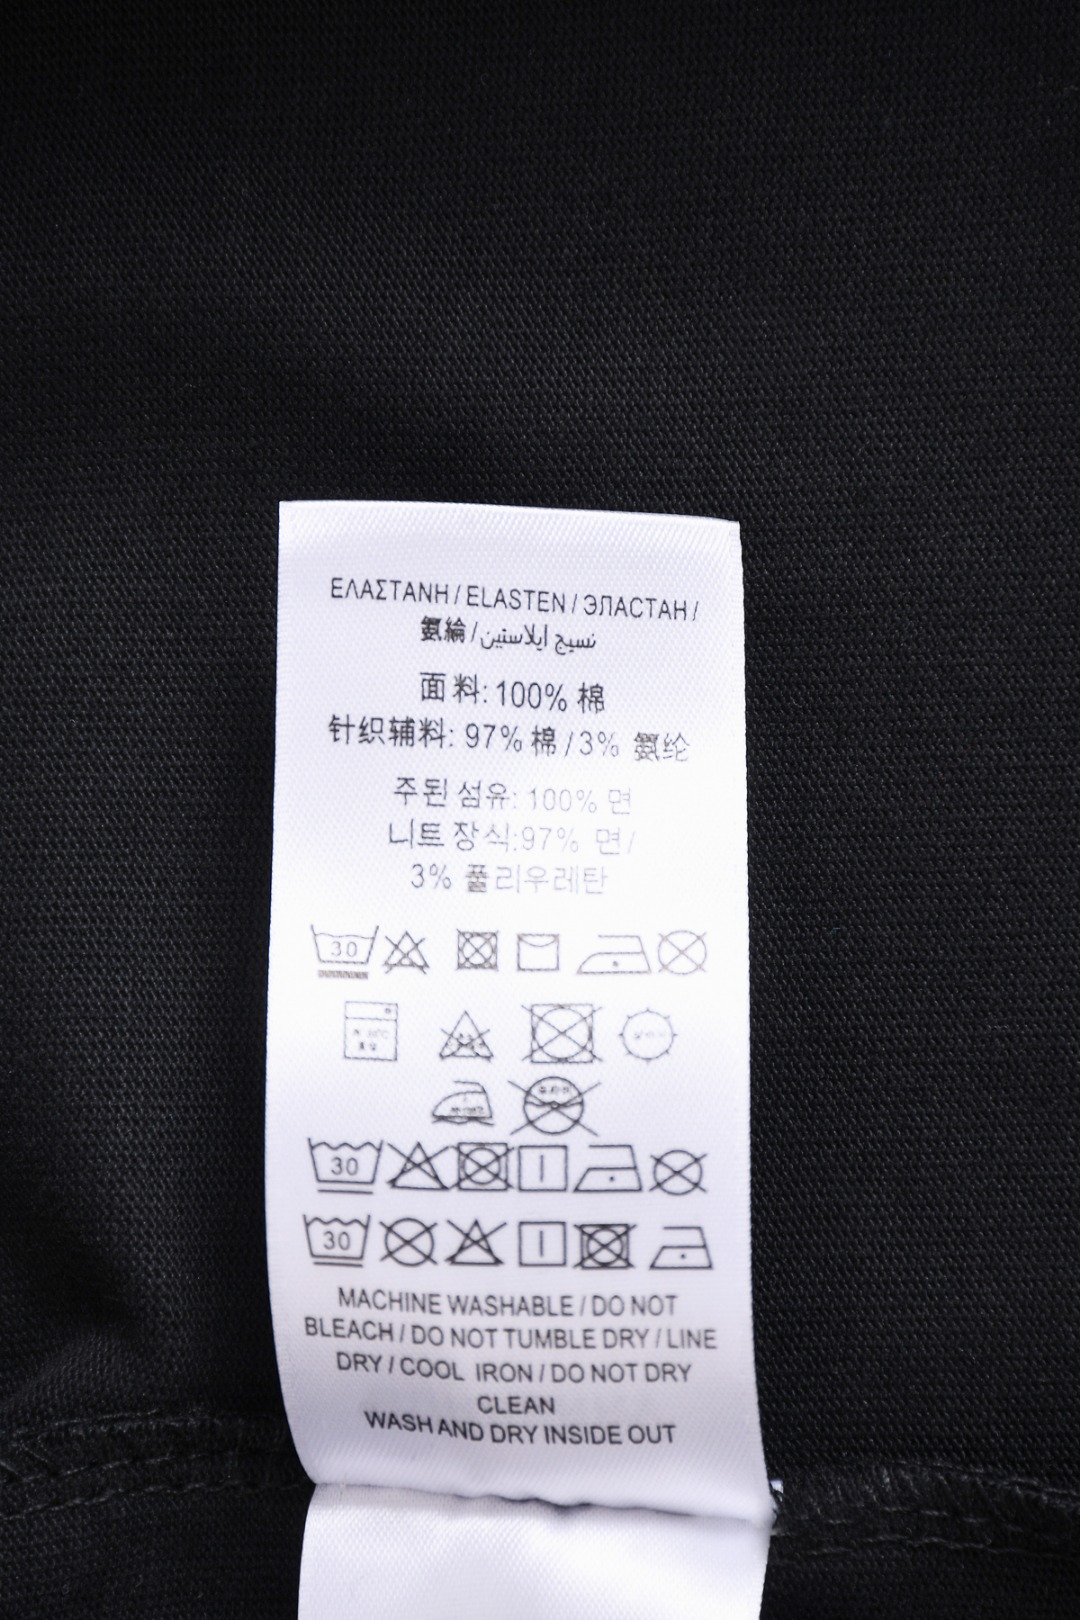 ΕΛΑΣΤΑΝΗ / ELASTEN / ЭЛАСТАН /
氨綸 / نسيج ايلاستين
面料: 100% 棉
针织辅料: 97% 棉 / 3% 氨纶
주된 섬유: 100% 면
니트 장식:97% 면/
3% 폴리우레탄
30
30
30
MACHINE WASHABLE / DO NOT
BLEACH / DO NOT TUMBLE DRY / LINE
DRY / COOL IRON / DO NOT DRY
CLEAN
WASH AND DRY INSIDE OUT